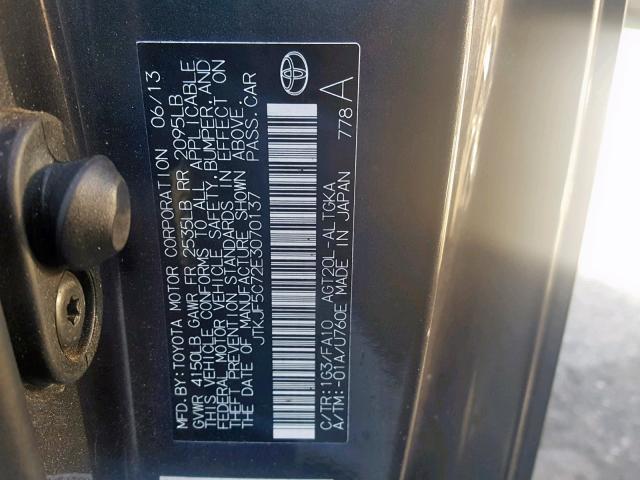 MFD.BY:TOYOTA MOTOR CORPORATION 06/13
GVWR 4150LB GAWR FR 2535LB RR 2095LB
THIS VEHICLE CONFORMS TO ALL APPLICABLE
FEDERAL MOTOR VEHICLE SAFETY, BUMPER, AND
THEFT PREVENTION STANDARDS IN EFFECT ON
THE DATE OF MANUFACTURE SHOWN ABOVE.
JTKJF5C72E3070137 PASS. CAR
C/TR:1G3/FA10 AGT20L-ALTGKA
A/TM:-01A/U760E MADE IN JAPAN 778 A